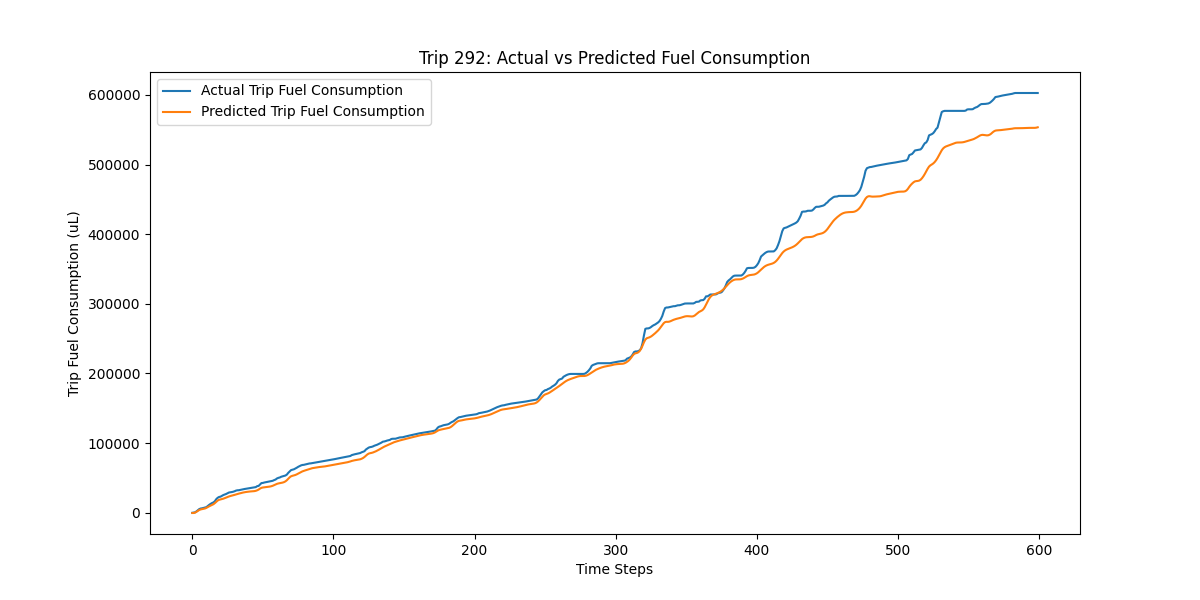 Trip 292: Actual vs Predicted Fuel Consumption
Actual Trip Fuel Consumption
Predicted Trip Fuel Consumption
Trip Fuel Consumption (uL)
600000
500000
400000
300000
200000
100000
0
0 100 200 300 400 500 600
Time Steps